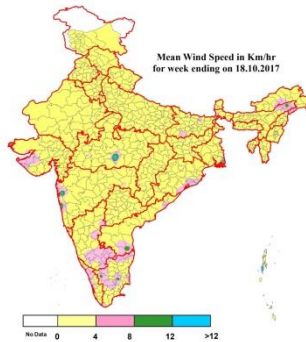 Mean Wind Speed in Km/hr
for week ending on 18.10.2017
No Data 0 4 8 12 >12